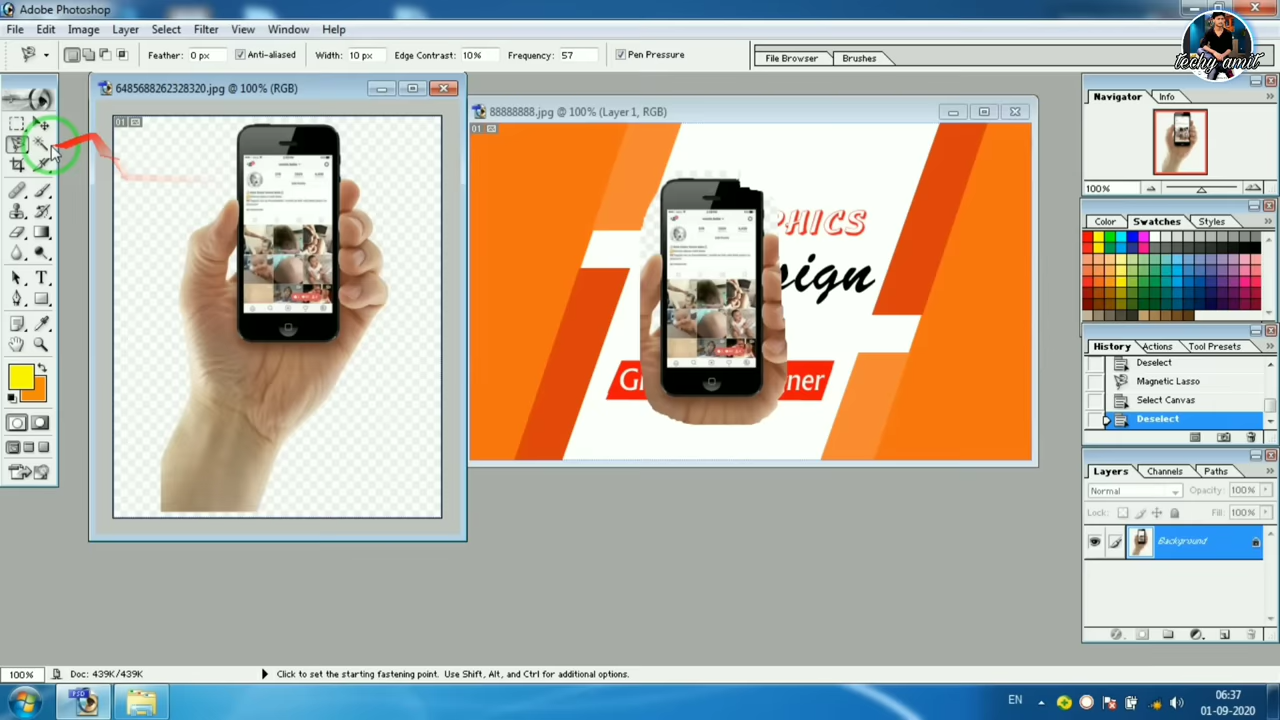 Adobe Photoshop
File Edit Image Layer Select Filter View Window Help
Feather: 0 px Anti-aliased Width: 10 px Edge Contrast: 10% Frequency: 57 Pen Pressure
File Browser Brushes
techy amit
6485688262328320.jpg @ 100% (RGB)
01
88888888.jpg @ 100% (Layer 1, RGB)
01
PHICS
sign
G
ner
Navigator Info
100%
Color Swatches Styles
History Actions Tool Presets
Deselect
Magnetic Lasso
Select Canvas
Deselect
Layers Channels Paths
Normal Opacity: 100%
Lock: Fill: 100%
Background
100% Doc: 439K/439K Click to set the starting fastening point. Use Shift, Alt, and Ctrl for additional options.
EN
06:37
01-09-2020